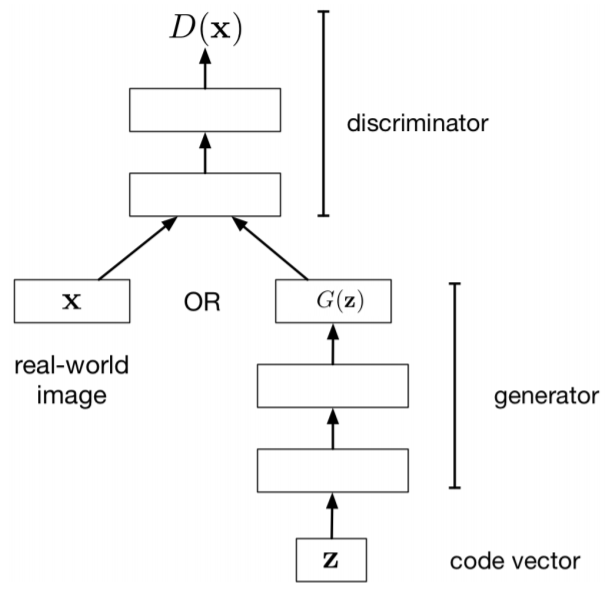 D(x)
discriminator
x
OR
G(z)
real-world
image
generator
z
code vector